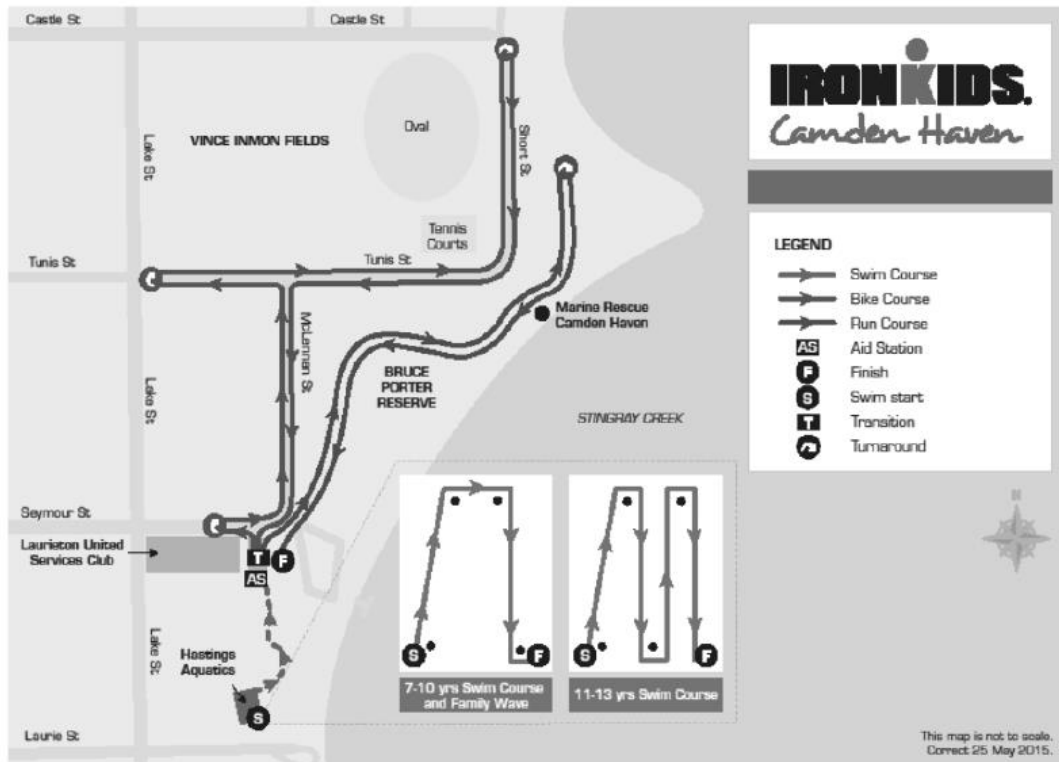 Castle St
Castle St
IRONKIDS.
Camden Haven
Lake St
VINCE INMON FIELDS
Oval
Short St
Tennis
Courts
LEGEND
Swim Course
Bike Course
Run Course
AS Aid Station
F Finish
S Swim start
T Transition
Turnaround
Tunis St
Tunis St
Marine Rescue
Camden Haven
McLennan St
Lake St
BRUCE
PORTER
RESERVE
STINGRAY CREEK
N
Seymour St
Laurieton United
Services Club
T
F
AS
Lake St
Hastings
Aquatics
S
S
F
S
F
7-10 yrs Swim Course
and Family Wave
11-13 yrs Swim Course
Laurie St
This map is not to scale.
Correct 25 May 2015.